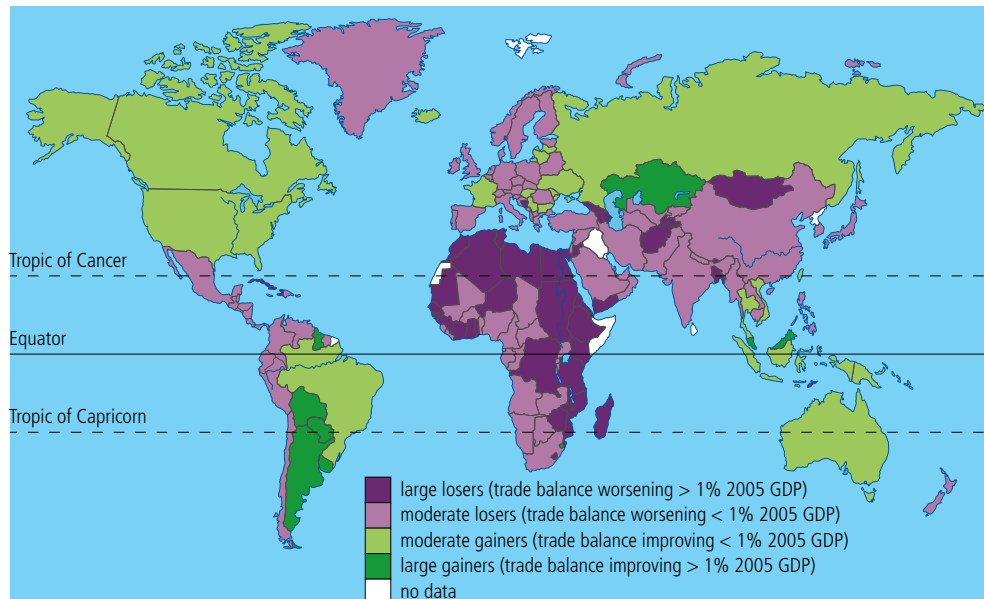 Tropic of Cancer
Equator
Tropic of Capricorn
large losers (trade balance worsening > 1% 2005 GDP)
moderate losers (trade balance worsening < 1% 2005 GDP)
moderate gainers (trade balance improving < 1% 2005 GDP)
large gainers (trade balance improving > 1% 2005 GDP)
no data